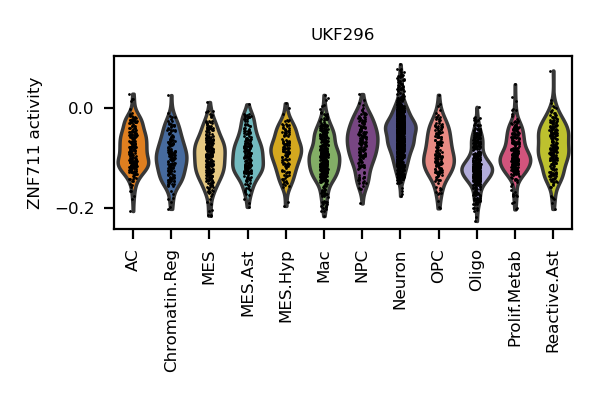 UKF296
ZNF711 activity
0.0
−0.2
AC
Chromatin.Reg
MES
MES.Ast
MES.Hyp
Mac
NPC
Neuron
OPC
Oligo
Prolif.Metab
Reactive.Ast